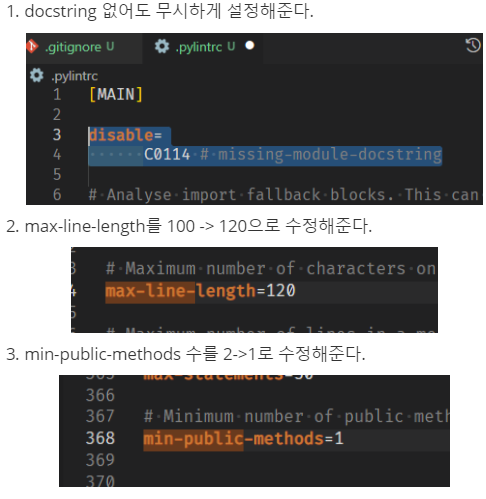 1. docstring 없어도 무시하게 설정해준다.
.gitignore U .pylintrc U
.pylintrc
1 [MAIN]
2
3 disable=
4 C0114 # missing-module-docstring
5
6 # Analyse import fallback blocks. This can
2. max-line-length를 100 -> 120으로 수정해준다.
3 # Maximum number of characters on
4 max-line-length=120
5
# Maximum number of lines in a mo
3. min-public-methods 수를 2->1로 수정해준다.
365 max-statements=50
366
367 # Minimum number of public meth
368 min-public-methods=1
369
370